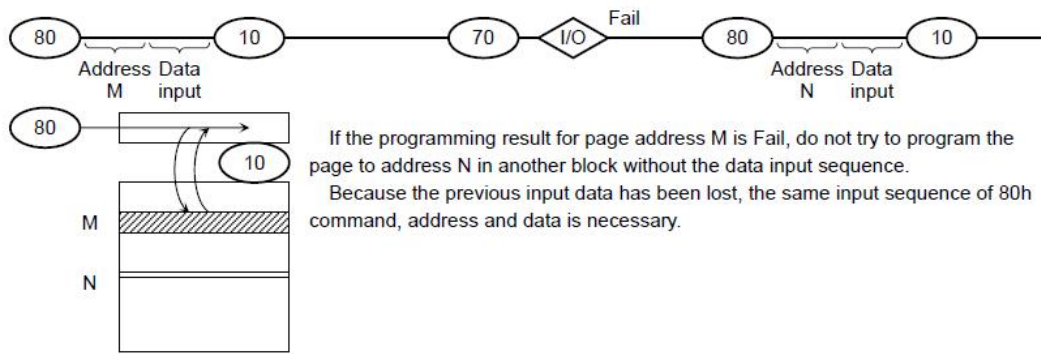 80 10 70 I/O Fail 80 10
Address Data Address Data
M input N input
80
10
M
N
If the programming result for page address M is Fail, do not try to program the
page to address N in another block without the data input sequence.
Because the previous input data has been lost, the same input sequence of 80h
command, address and data is necessary.